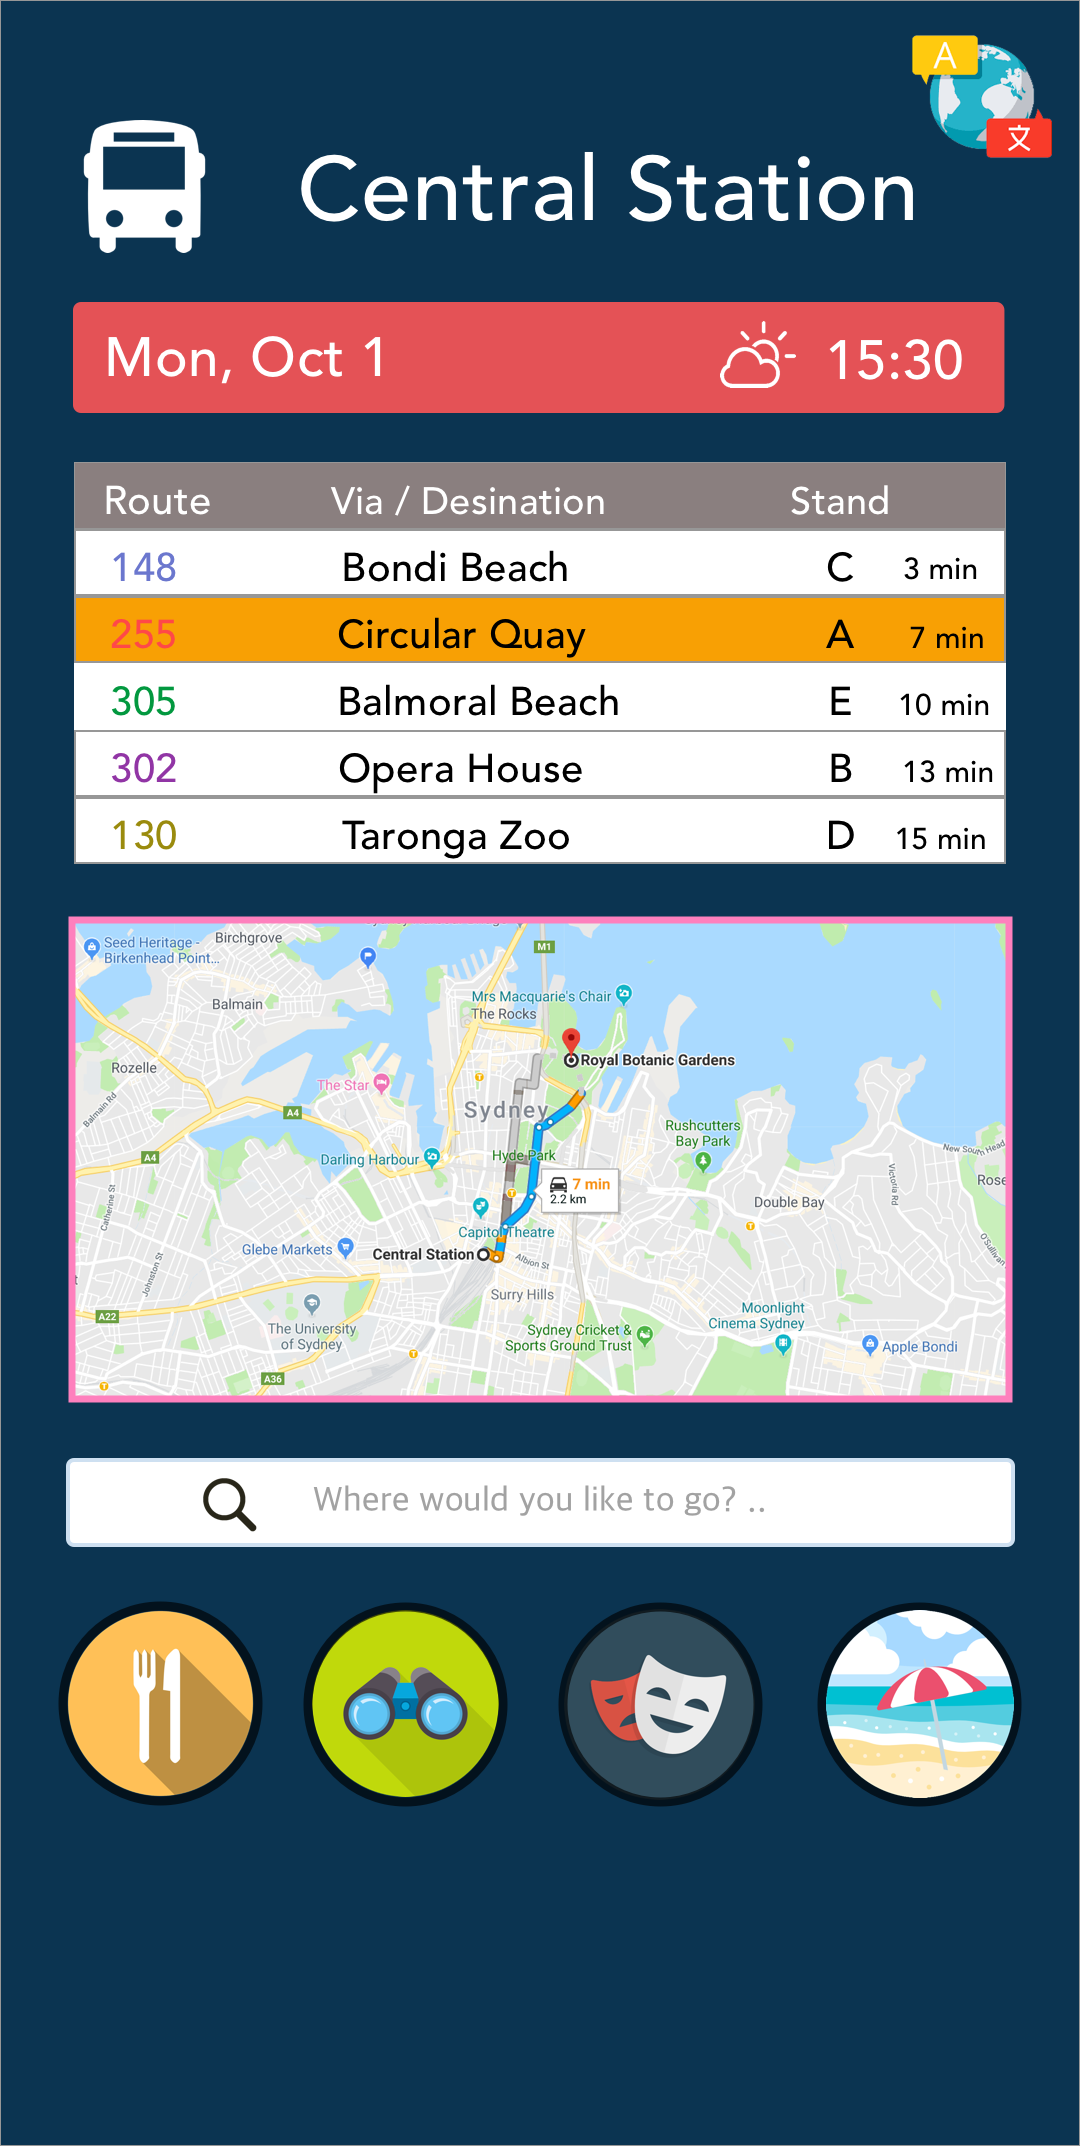 A
文
Central Station
Mon, Oct 1
15:30
Route Via / Desination Stand
148 Bondi Beach C 3 min
255 Circular Quay A 7 min
305 Balmoral Beach E 10 min
302 Opera House B 13 min
130 Taronga Zoo D 15 min
Seed Heritage -
Birkenhead Point...
Birchgrove
M1
Balmain
Mrs Macquarie's Chair
The Rocks
Rozelle
Royal Botanic Gardens
The Star
Balmain Rd
A4
Sydney
Rushcutters
Bay Park
A4
Darling Harbour
Hyde Park
New South Head
Victoria Rd
Rose
7 min
2.2 km
Catherine St
Double Bay
Capitol Theatre
Glebe Markets
Central Station
Albion St
O'Sullivan
Johnston St
Surry Hills
A22
The University
of Sydney
Moonlight
Cinema Sydney
Sydney Cricket &
Sports Ground Trust
Apple Bondi
A36
Where would you like to go? ..